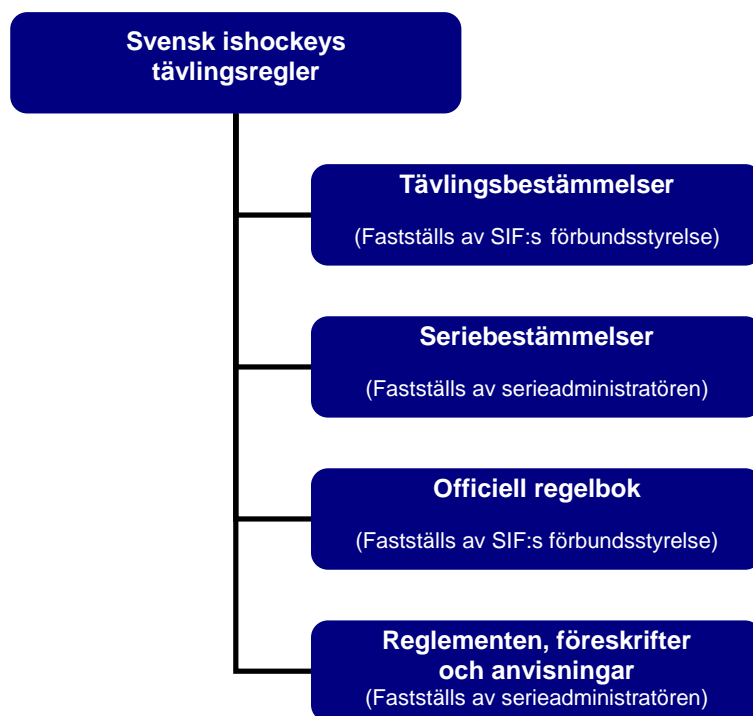 Svensk ishockeys
tävlingsregler
Tävlingsbestämmelser
(Fastställs av SIF:s förbundsstyrelse)
Seriebestämmelser
(Fastställs av serieadministratören)
Officiell regelbok
(Fastställs av SIF:s förbundsstyrelse)
Reglementen, föreskrifter
och anvisningar
(Fastställs av serieadministratören)